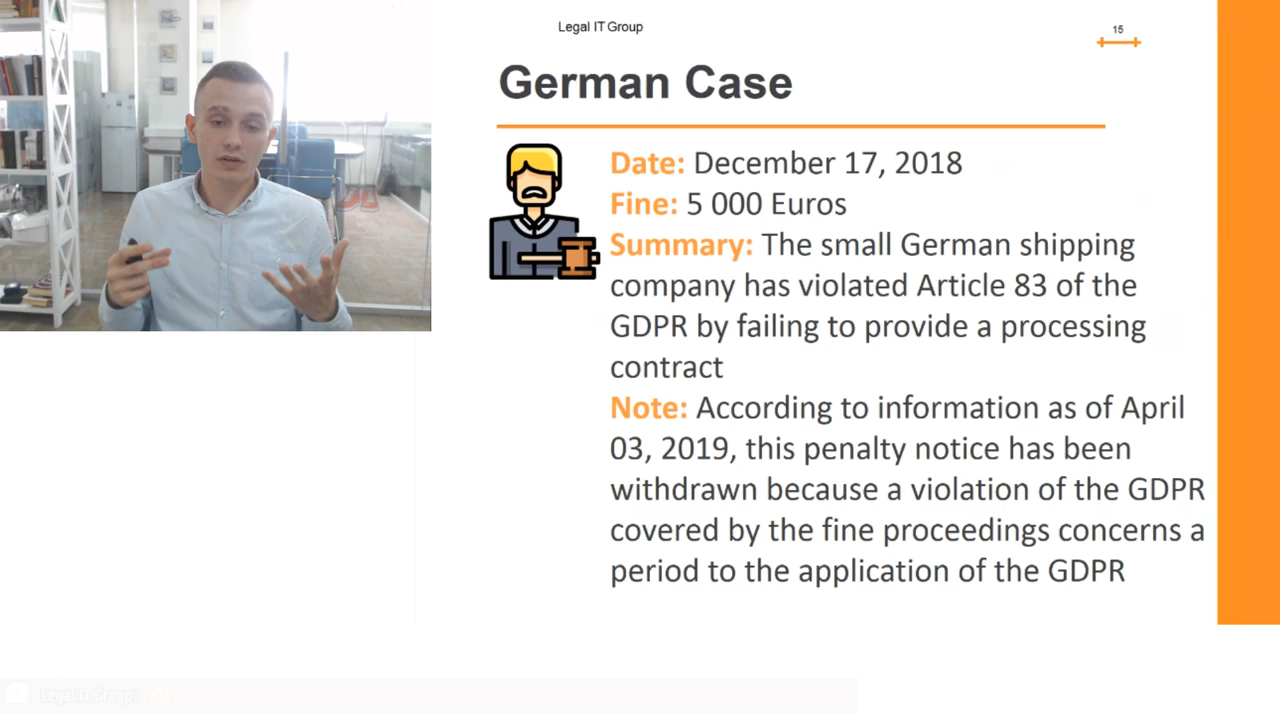 Legal IT Group
15
German Case
Date: December 17, 2018
Fine: 5 000 Euros
Summary: The small German shipping
company has violated Article 83 of the
GDPR by failing to provide a processing
contract
Note: According to information as of April
03, 2019, this penalty notice has been
withdrawn because a violation of the GDPR
covered by the fine proceedings concerns a
period to the application of the GDPR
Legal IT Group